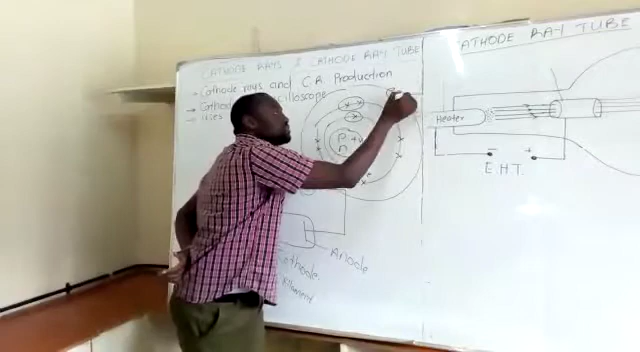 CATHODE RAYS & CATHODE RAY TUBE
→ Cathode rays and C.R Production
→ Cathode oscilloscope
→ Uses
P +
n
e
Anode
Cathode
filament
CATHODE RAY TUBE
Heater
- +
E.H.T.